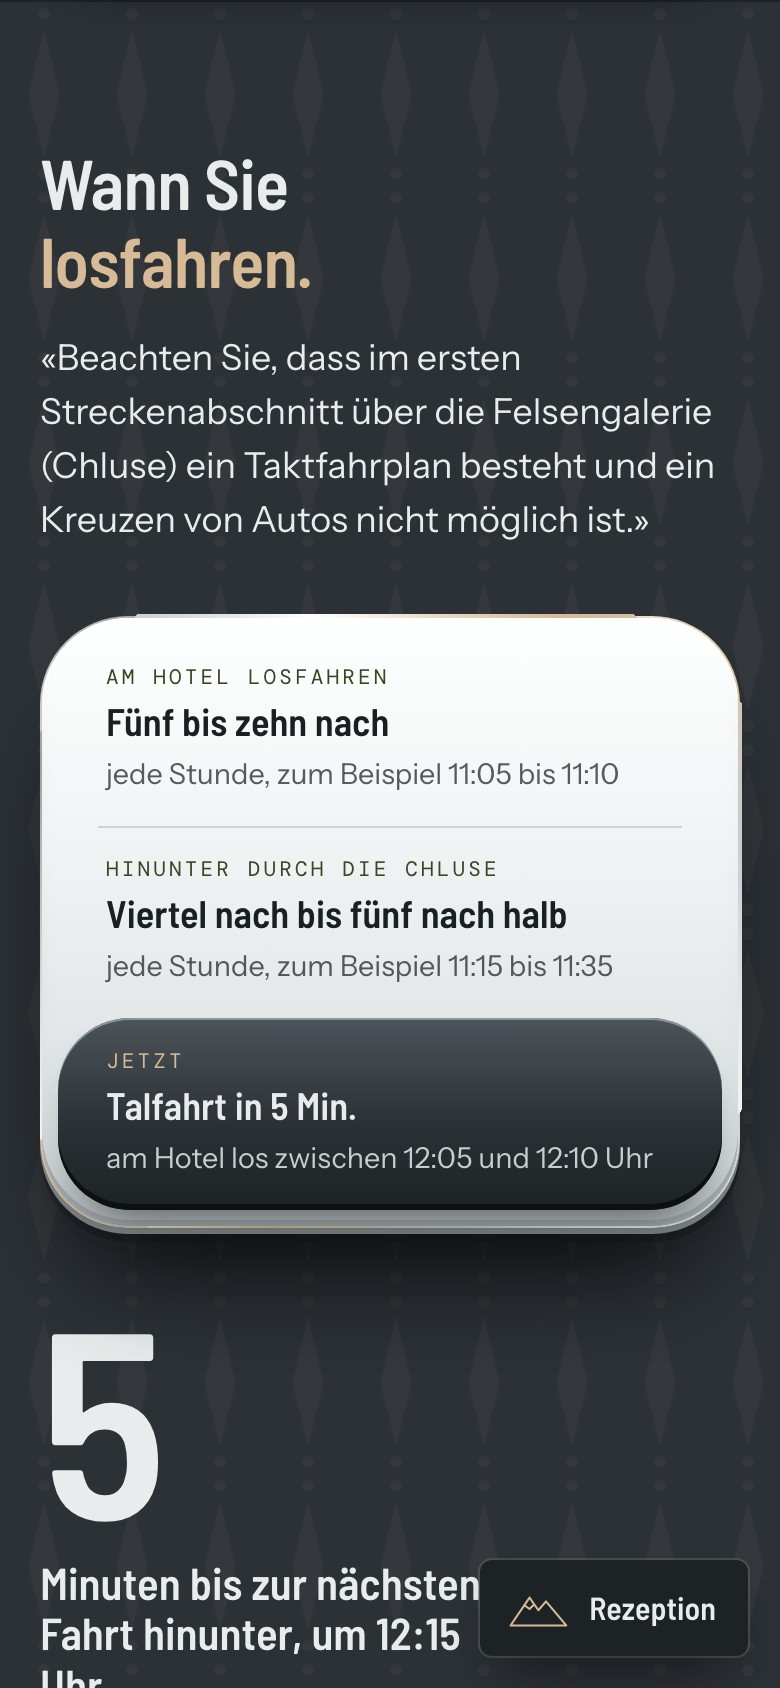 Wann Sie
losfahren.
«Beachten Sie, dass im ersten
Streckenabschnitt über die Felsengalerie
(Chluse) ein Taktfahrplan besteht und ein
Kreuzen von Autos nicht möglich ist.»
AM HOTEL LOSFAHREN
Fünf bis zehn nach
jede Stunde, zum Beispiel 11:05 bis 11:10
HINUNTER DURCH DIE CHLUSE
Viertel nach bis fünf nach halb
jede Stunde, zum Beispiel 11:15 bis 11:35
JETZT
Talfahrt in 5 Min.
am Hotel los zwischen 12:05 und 12:10 Uhr
5
Minuten bis zur nächsten
Fahrt hinunter, um 12:15
Uhr
Rezeption